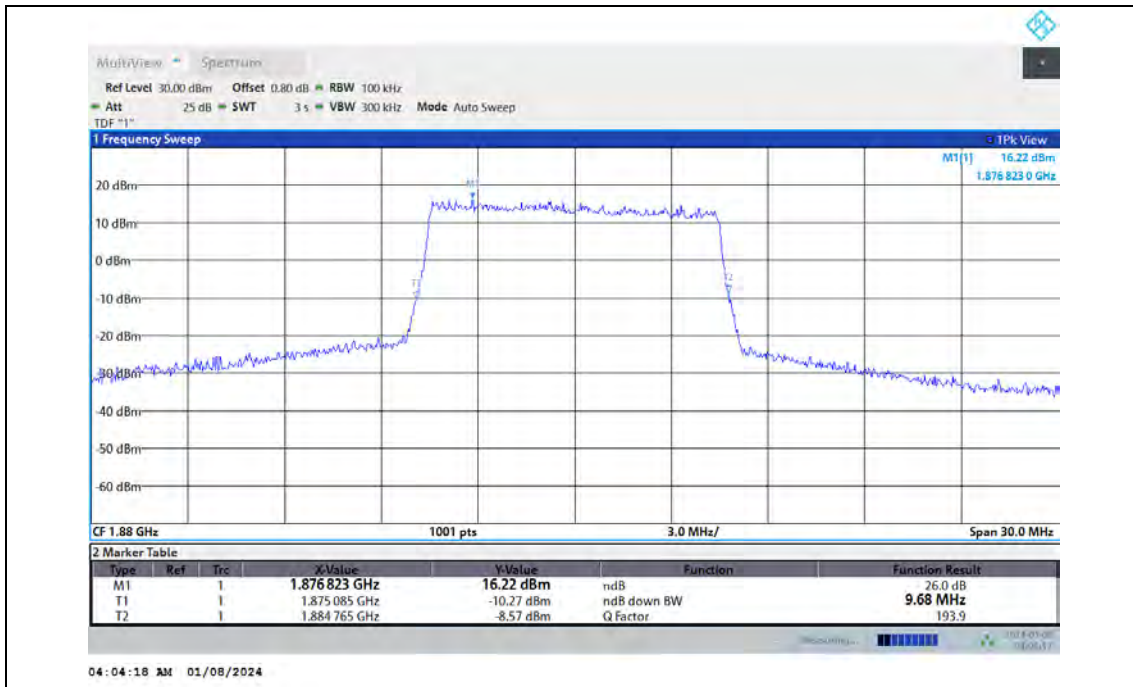 MultiView Spectrum
Ref Level 30.00 dBm Offset 0.80 dB RBW 100 kHz
Att 25 dB SWT 3 s VBW 300 kHz Mode Auto Sweep
TDF "1"
1 Frequency Sweep 1Pk View
M1[1] 16.22 dBm
1.876 823 0 GHz
M1
20 dBm
10 dBm
0 dBm
T1
T2
-10 dBm
-20 dBm
-30 dBm
-40 dBm
-50 dBm
-60 dBm
CF 1.88 GHz 1001 pts 3.0 MHz/ Span 30.0 MHz
2 Marker Table
Type Ref Trc X-Value Y-Value Function Function Result
M1 1 1.876 823 GHz 16.22 dBm ndB 26.0 dB
T1 1 1.875 085 GHz -10.27 dBm ndB down BW 9.68 MHz
T2 1 1.884 765 GHz -8.57 dBm Q Factor 193.9
Measuring...
04:04:18 AM 01/08/2024